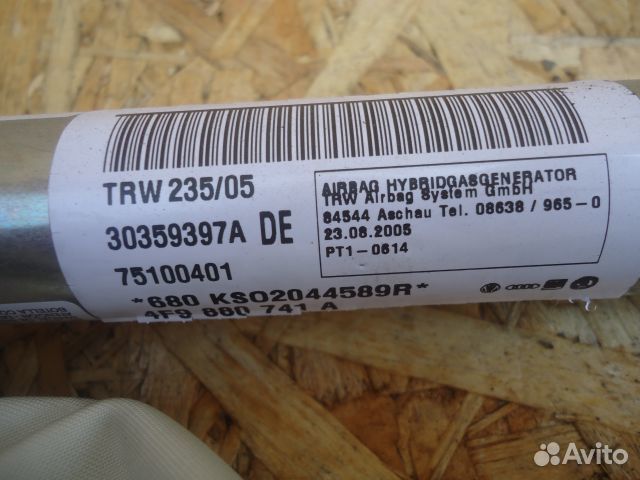 TRW 235/05
30359397A DE
75100401
AIRBAG HYBRIDGASGENERATOR
TRW Airbag System GmbH
84544 Aschau Tel. 08638 / 965-0
23.08.2005
PT1-0614
*680 KSO2044589R*
4F9 880 741 A
Avito